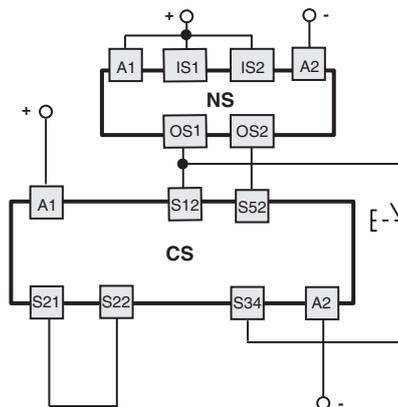 + -
A1 IS1 IS2 A2
NS
OS1 OS2
+
A1 S12 S52
CS
S21 S22 S34 A2
-